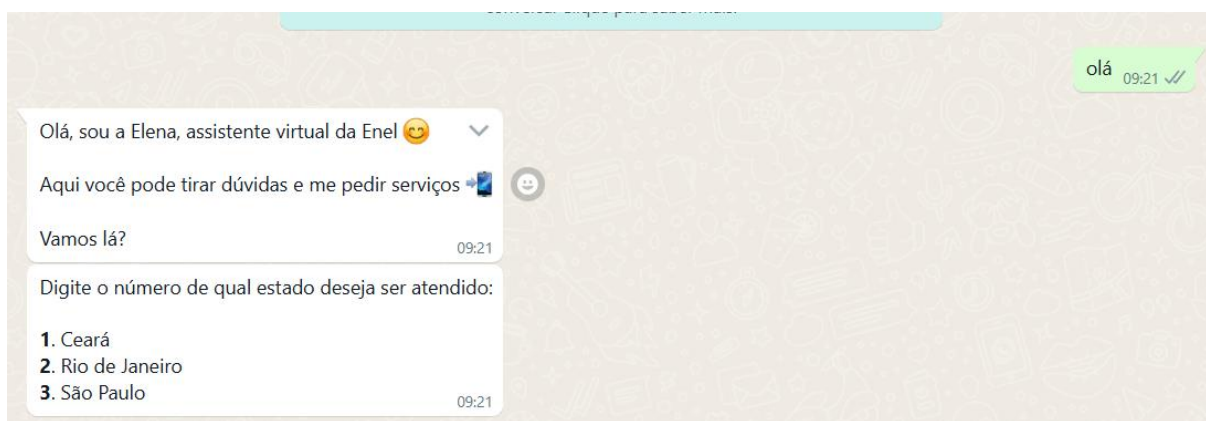 olá 09:21
Olá, sou a Elena, assistente virtual da Enel 😊
Aqui você pode tirar dúvidas e me pedir serviços 📲
Vamos lá?
09:21
Digite o número de qual estado deseja ser atendido:
1. Ceará
2. Rio de Janeiro
3. São Paulo
09:21